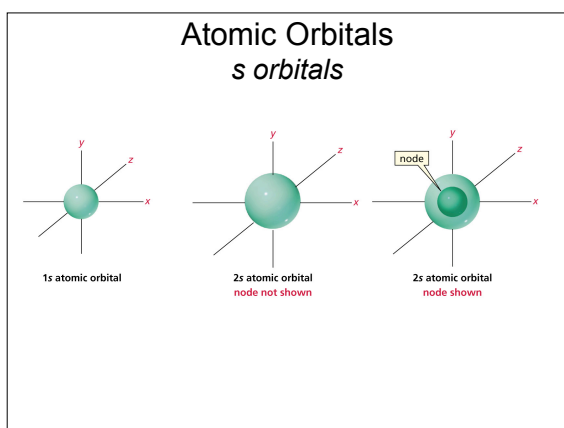 Atomic Orbitals
s orbitals
y
z
x
1s atomic orbital
y
z
x
2s atomic orbital
node not shown
node
y
z
x
2s atomic orbital
node shown